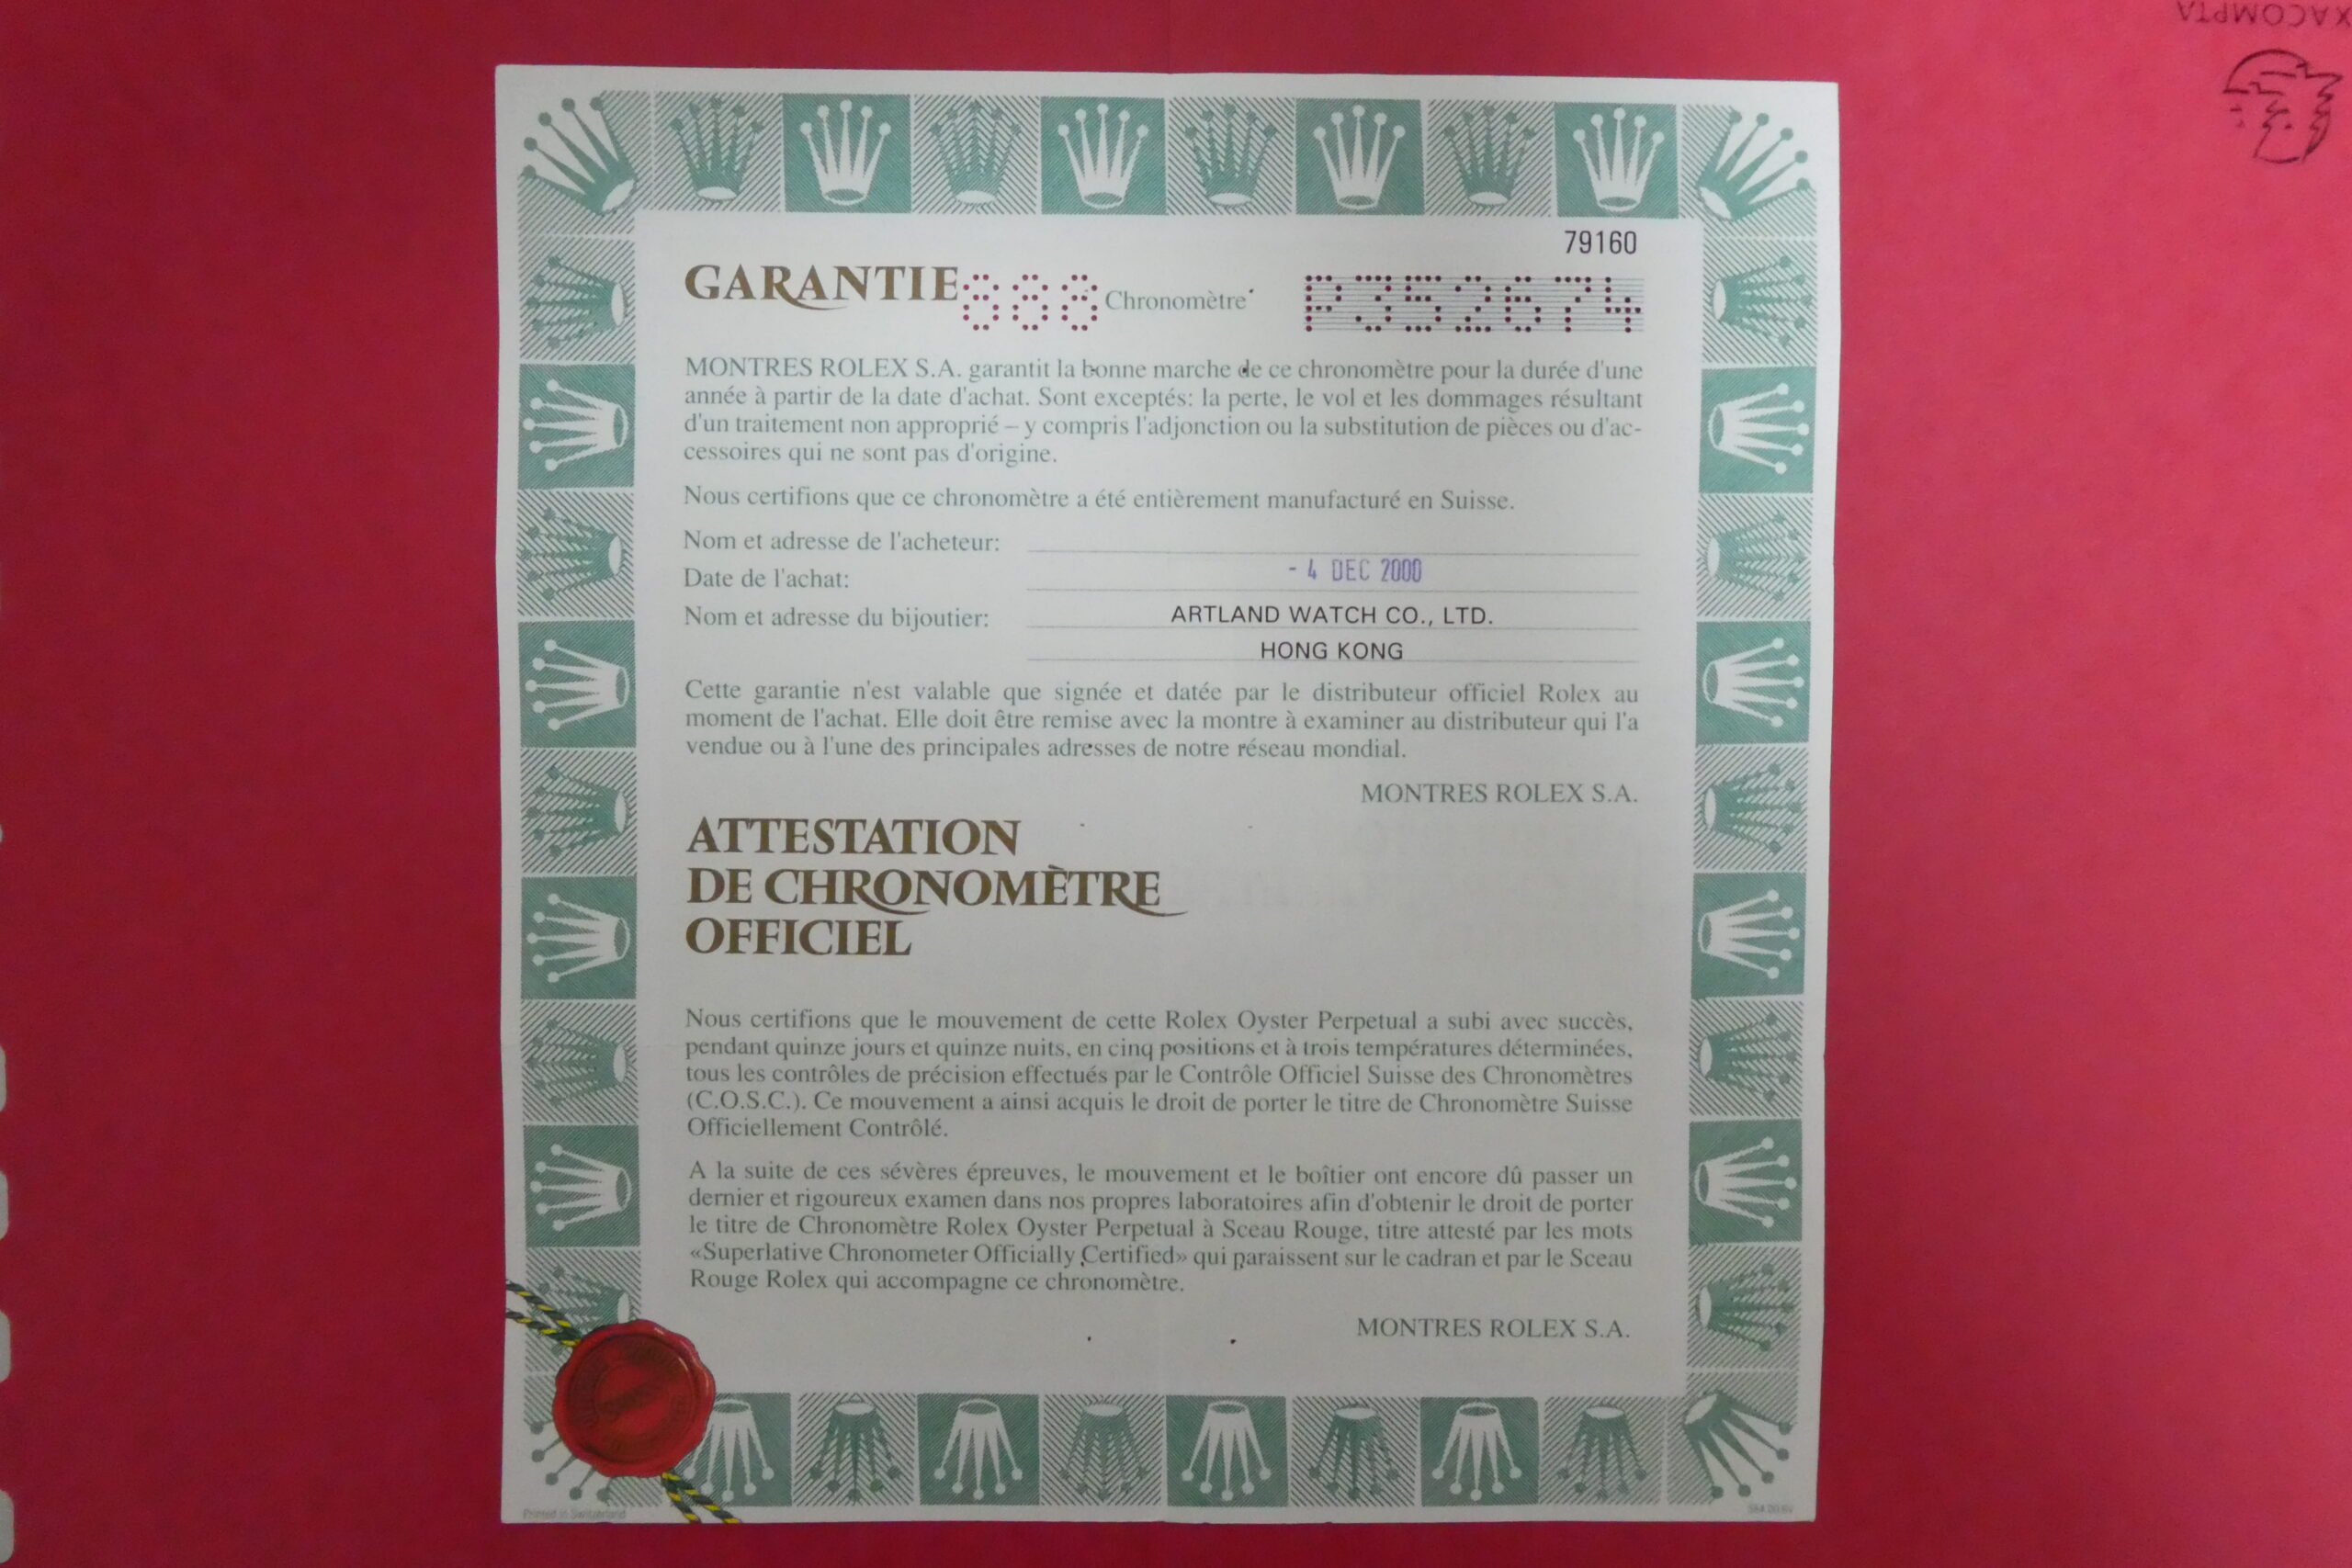 XACOMPTA
79160
GARANTIE 888 Chronomètre P352674
MONTRES ROLEX S.A. garantit la bonne marche de ce chronomètre pour la durée d'une
année à partir de la date d'achat. Sont exceptés: la perte, le vol et les dommages résultant
d'un traitement non approprié – y compris l'adjonction ou la substitution de pièces ou d'ac-
cessoires qui ne sont pas d'origine.
Nous certifions que ce chronomètre a été entièrement manufacturé en Suisse.
Nom et adresse de l'acheteur:
Date de l'achat: - 4 DEC 2000
Nom et adresse du bijoutier: ARTLAND WATCH CO., LTD.
HONG KONG
Cette garantie n'est valable que signée et datée par le distributeur officiel Rolex au
moment de l'achat. Elle doit être remise avec la montre à examiner au distributeur qui l'a
vendue ou à l'une des principales adresses de notre réseau mondial.
MONTRES ROLEX S.A.
ATTESTATION
DE CHRONOMÈTRE
OFFICIEL
Nous certifions que le mouvement de cette Rolex Oyster Perpetual a subi avec succès,
pendant quinze jours et quinze nuits, en cinq positions et à trois températures déterminées,
tous les contrôles de précision effectués par le Contrôle Officiel Suisse des Chronomètres
(C.O.S.C.). Ce mouvement a ainsi acquis le droit de porter le titre de Chronomètre Suisse
Officiellement Contrôlé.
A la suite de ces sévères épreuves, le mouvement et le boîtier ont encore dû passer un
dernier et rigoureux examen dans nos propres laboratoires afin d'obtenir le droit de porter
le titre de Chronomètre Rolex Oyster Perpetual à Sceau Rouge, titre attesté par les mots
«Superlative Chronometer Officially Certified» qui paraissent sur le cadran et par le Sceau
Rouge Rolex qui accompagne ce chronomètre.
MONTRES ROLEX S.A.
Printed in Switzerland